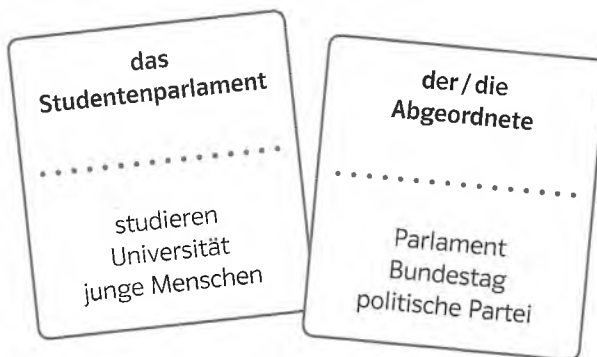 das
Studentenparlament
studieren
Universität
junge Menschen
der/die
Abgeordnete
Parlament
Bundestag
politische Partei